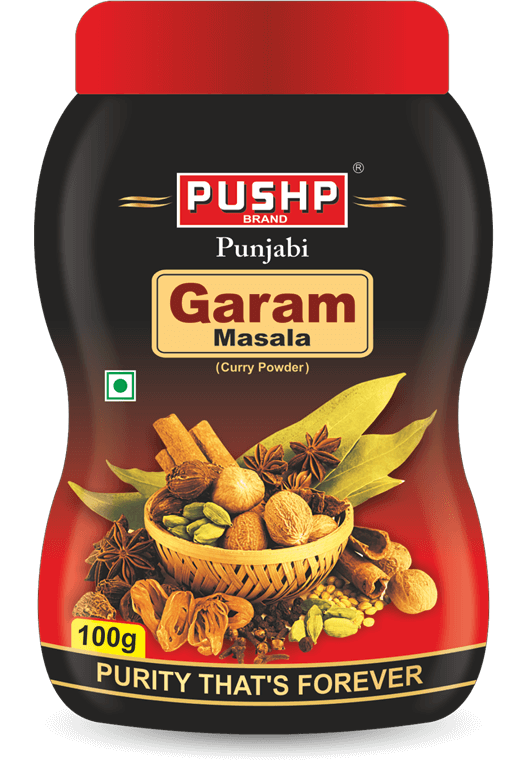 PUSHP®
BRAND
Punjabi
Garam
Masala
(Curry Powder)
100g
PURITY THAT'S FOREVER